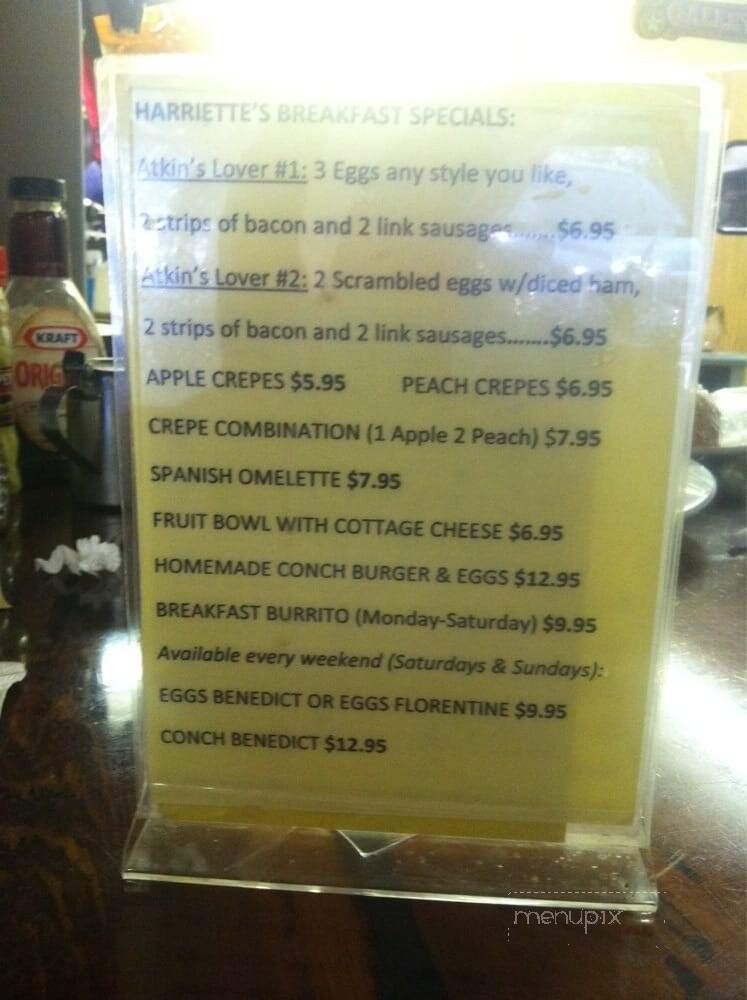 HARRIETTE'S BREAKFAST SPECIALS:
Atkin's Lover #1: 3 Eggs any style you like,
2 strips of bacon and 2 link sausages.......$6.95
Atkin's Lover #2: 2 Scrambled eggs w/diced ham,
2 strips of bacon and 2 link sausages.......$6.95
APPLE CREPES $5.95 PEACH CREPES $6.95
CREPE COMBINATION (1 Apple 2 Peach) $7.95
SPANISH OMELETTE $7.95
FRUIT BOWL WITH COTTAGE CHEESE $6.95
HOMEMADE CONCH BURGER & EGGS $12.95
BREAKFAST BURRITO (Monday-Saturday) $9.95
Available every weekend (Saturdays & Sundays):
EGGS BENEDICT OR EGGS FLORENTINE $9.95
CONCH BENEDICT $12.95
KRAFT
ORIG
menupix